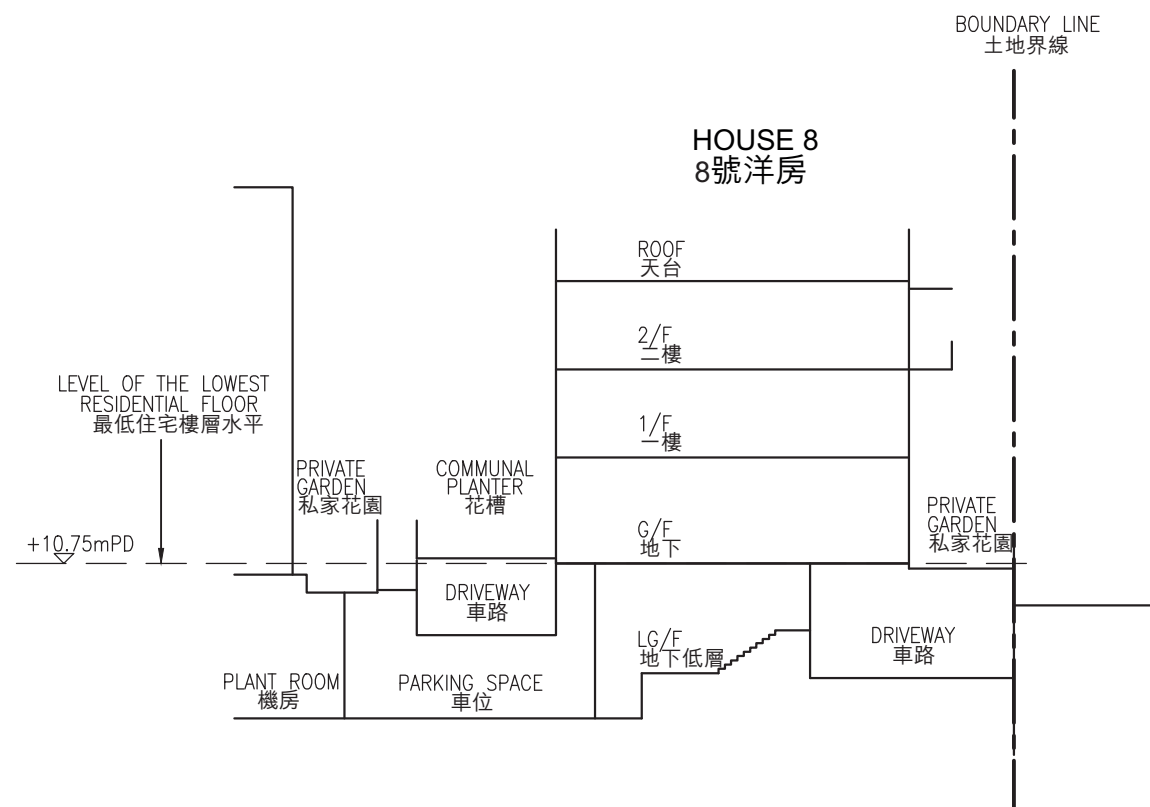 BOUNDARY LINE
土地界線
HOUSE 8
8號洋房
ROOF
天台
2/F
二樓
LEVEL OF THE LOWEST
RESIDENTIAL FLOOR
最低住宅樓層水平
1/F
一樓
PRIVATE
GARDEN
私家花園
COMMUNAL
PLANTER
花槽
PRIVATE
GARDEN
私家花園
+10.75mPD
G/F
地下
DRIVEWAY
車路
LG/F
地下低層
DRIVEWAY
車路
PLANT ROOM
機房
PARKING SPACE
車位